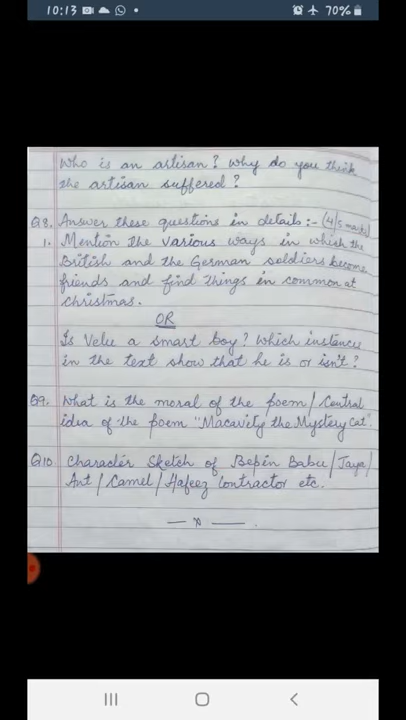 10:13
70%
who is an artisan? why do you think
the artisan suffered?
Q8. Answer these questions in details:- (4/5 marks)
1. Mention the various ways in which the
British and the German soldiers become
friends and find things in common at
christmas.
OR
Is Velu a smart boy? which instance
in the text show that he is or isn't?
Q9. What is the moral of the poem / Central
idea of the poem "Macavity the Mystery Cat".
Q10. Character Sketch of Bepin Babu / Jaya /
Ant / Camel / Hafeez Contractor etc.